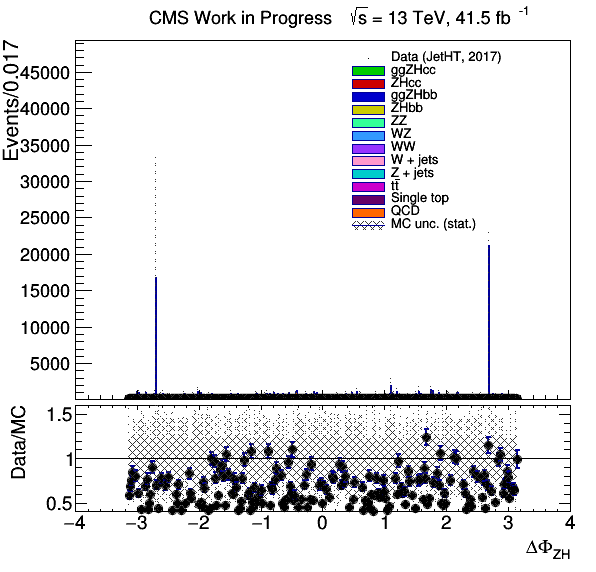 CMS Work in Progress √s = 13 TeV, 41.5 fb⁻¹
Events/0.017
45000
40000
35000
30000
25000
20000
15000
10000
5000
Data (JetHT, 2017)
ggZHcc
ZHcc
ggZHbb
ZHbb
ZZ
WZ
WW
W + jets
Z + jets
tt̄
Single top
QCD
MC unc. (stat.)
Data/MC
1.5
1
0.5
−4 −3 −2 −1 0 1 2 3 4
ΔΦ_ZH